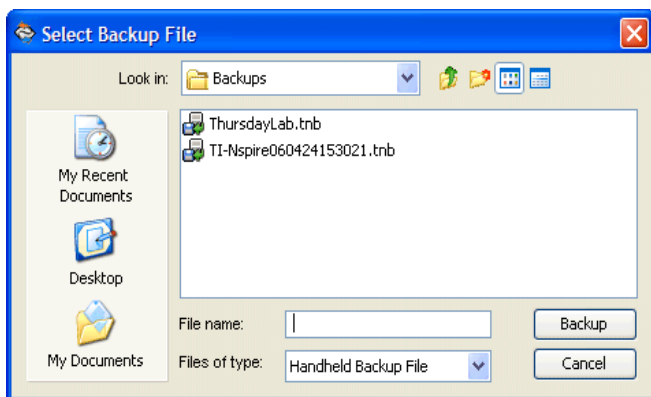 Select Backup File
Look in: Backups
ThursdayLab.tnb
TI-Nspire060424153021.tnb
My Recent
Documents
Desktop
My Documents
File name:
Backup
Files of type: Handheld Backup File
Cancel